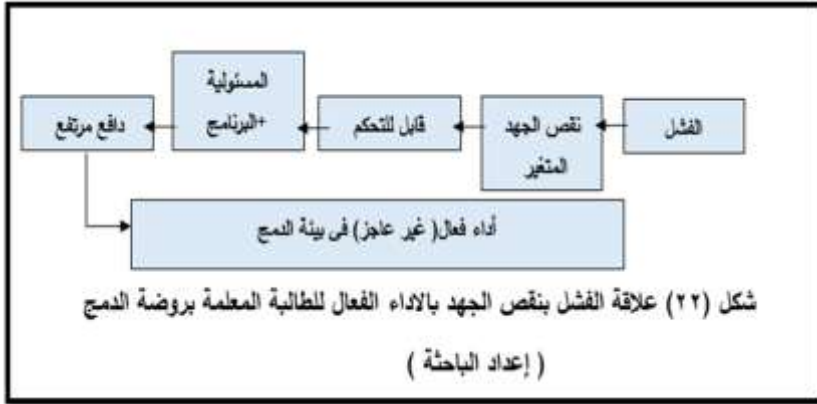 الفشل
نقص الجهد
المتغير
قابل للتحكم
المسئولية
+البرنامج
دافع مرتفع
أداء فعال( غير عاجز) فى بيئة الدمج
شكل (٢٢) علاقة الفشل بنقص الجهد بالاداء الفعال للطالبة المعلمة بروضة الدمج
( إعداد الباحثة )